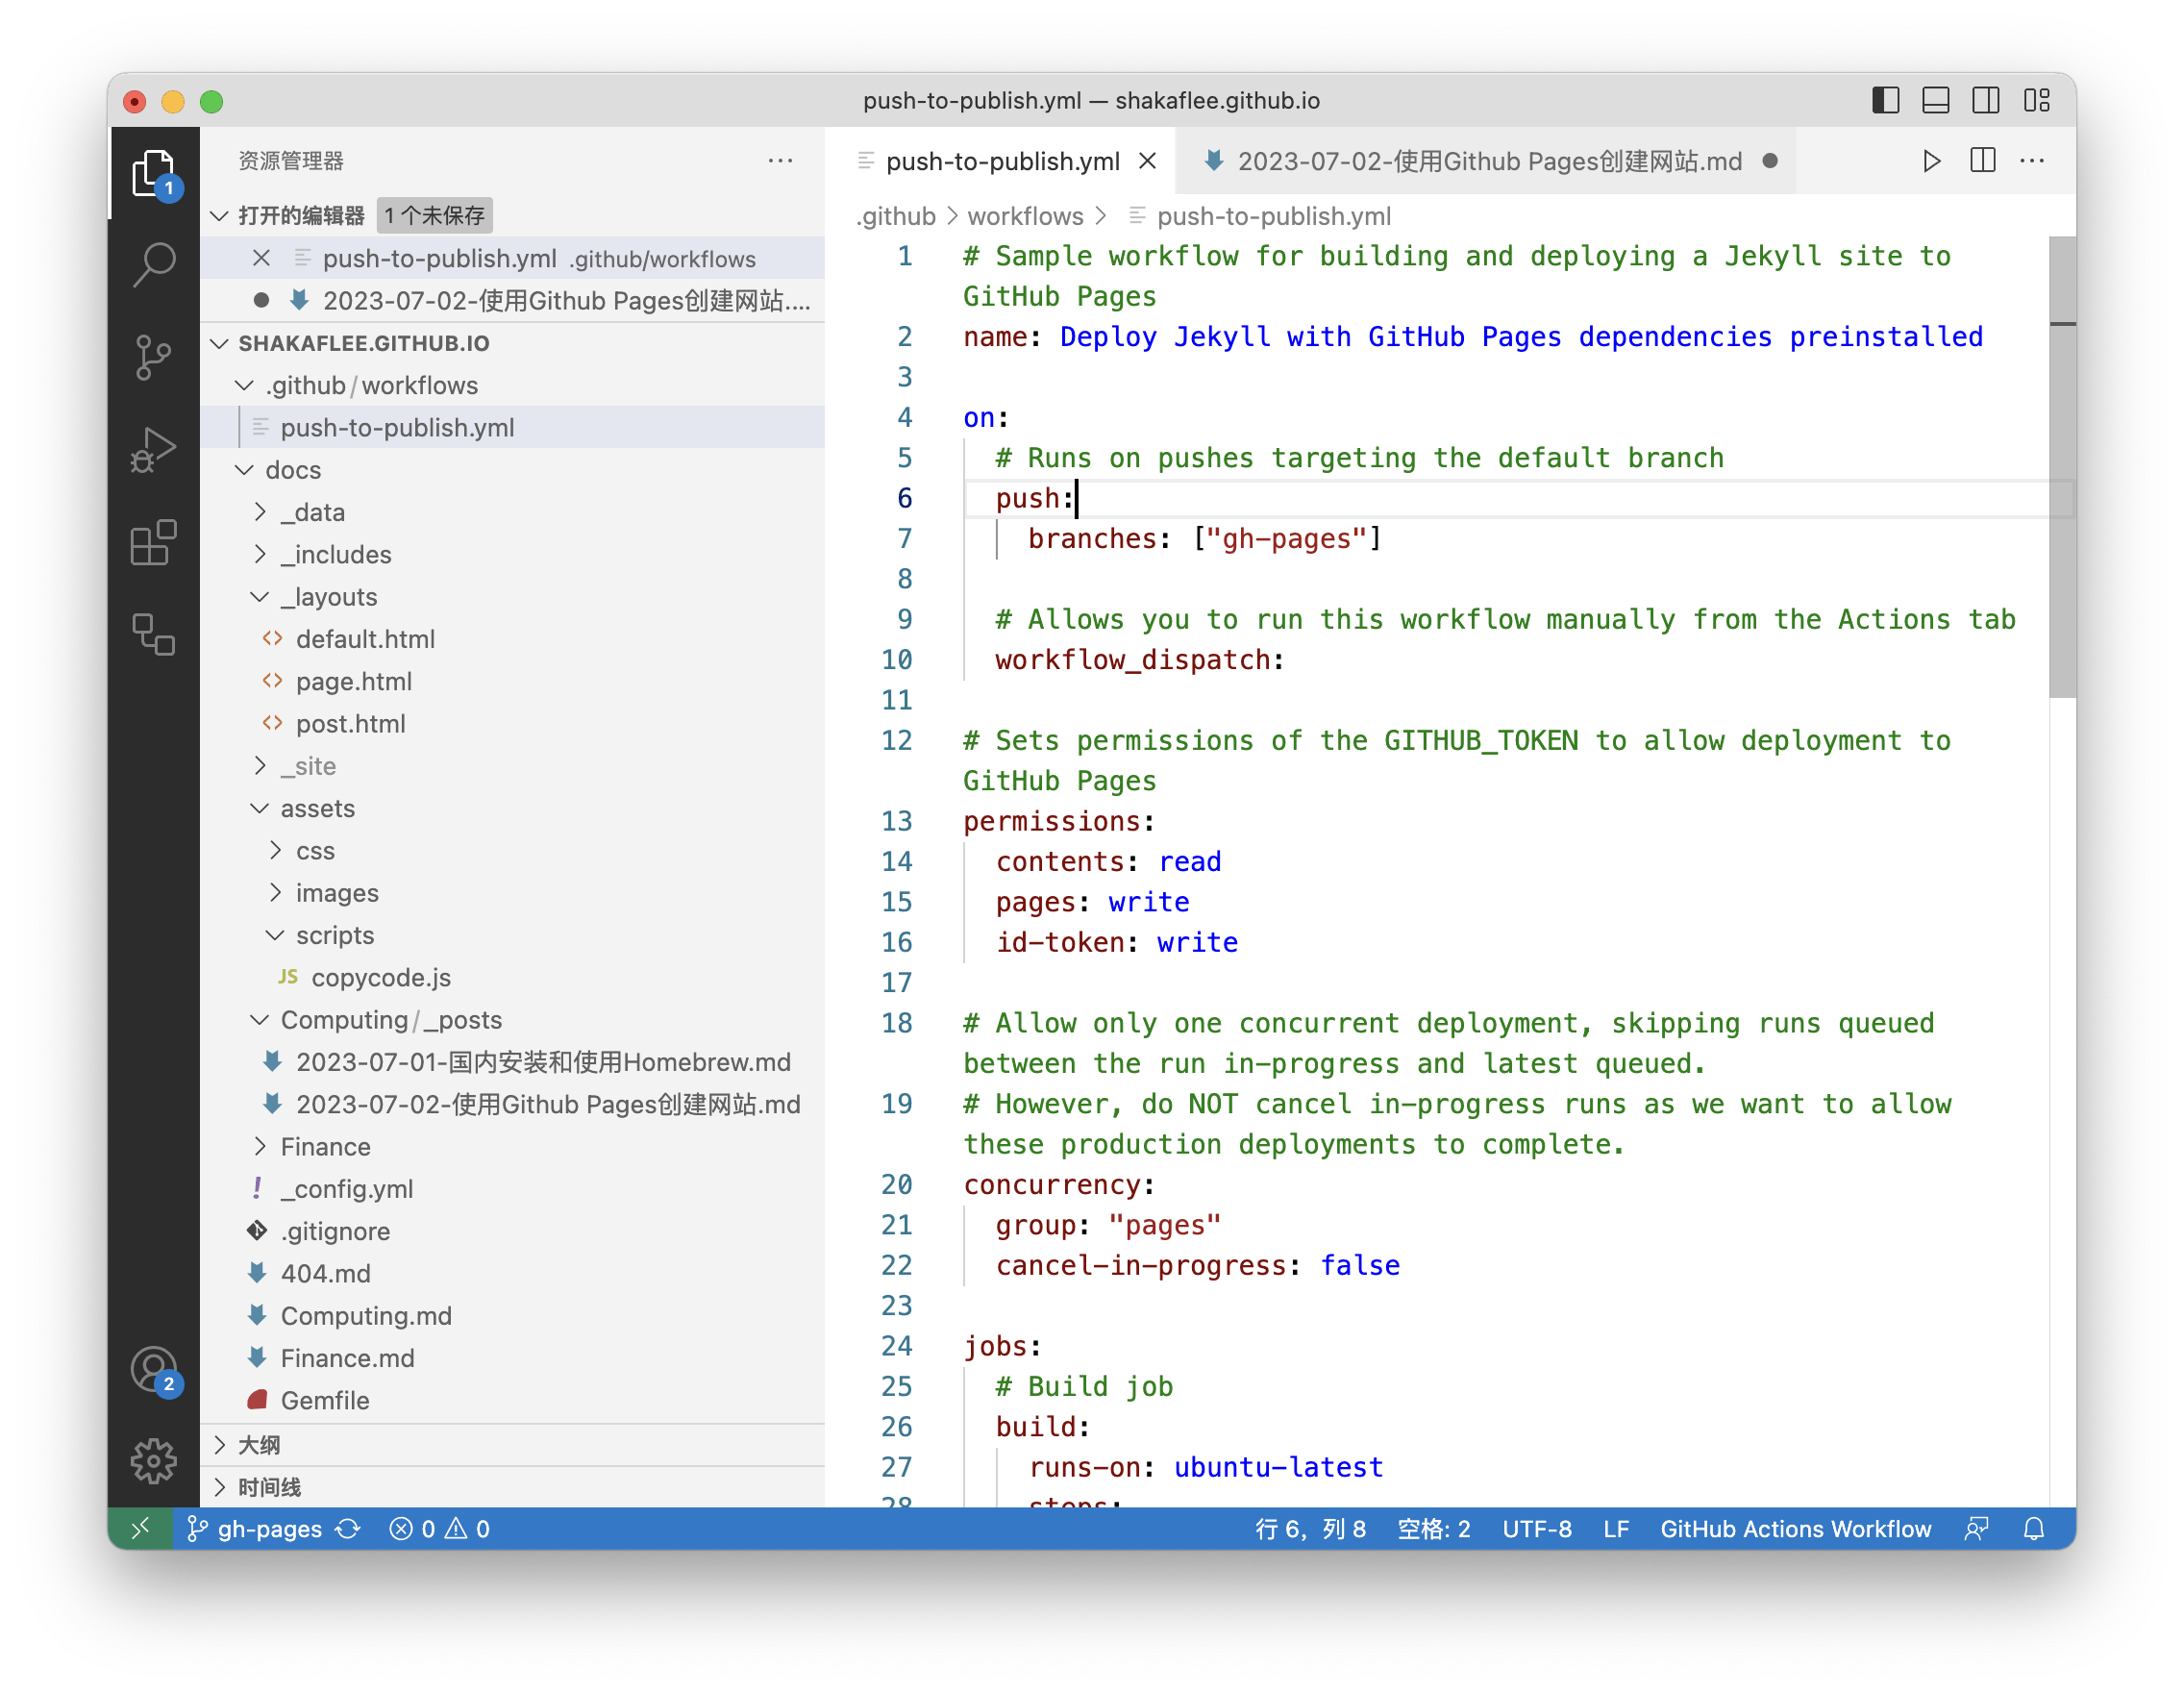 push-to-publish.yml — shakaflee.github.io
资源管理器
打开的编辑器 1 个未保存
push-to-publish.yml .github/workflows
2023-07-02-使用Github Pages创建网站....
SHAKAFLEE.GITHUB.IO
.github/workflows
push-to-publish.yml
docs
_data
_includes
_layouts
default.html
page.html
post.html
_site
assets
css
images
scripts
JS copycode.js
Computing/_posts
2023-07-01-国内安装和使用Homebrew.md
2023-07-02-使用Github Pages创建网站.md
Finance
! _config.yml
.gitignore
404.md
Computing.md
Finance.md
Gemfile
大纲
时间线
1
2
push-to-publish.yml
2023-07-02-使用Github Pages创建网站.md
.github > workflows > push-to-publish.yml
1 # Sample workflow for building and deploying a Jekyll site to
GitHub Pages
2 name: Deploy Jekyll with GitHub Pages dependencies preinstalled
3
4 on:
5 # Runs on pushes targeting the default branch
6 push:
7 branches: ["gh-pages"]
8
9 # Allows you to run this workflow manually from the Actions tab
10 workflow_dispatch:
11
12 # Sets permissions of the GITHUB_TOKEN to allow deployment to
GitHub Pages
13 permissions:
14 contents: read
15 pages: write
16 id-token: write
17
18 # Allow only one concurrent deployment, skipping runs queued
between the run in-progress and latest queued.
19 # However, do NOT cancel in-progress runs as we want to allow
these production deployments to complete.
20 concurrency:
21 group: "pages"
22 cancel-in-progress: false
23
24 jobs:
25 # Build job
26 build:
27 runs-on: ubuntu-latest
28 steps:
gh-pages 0 0 行 6，列 8 空格: 2 UTF-8 LF GitHub Actions Workflow